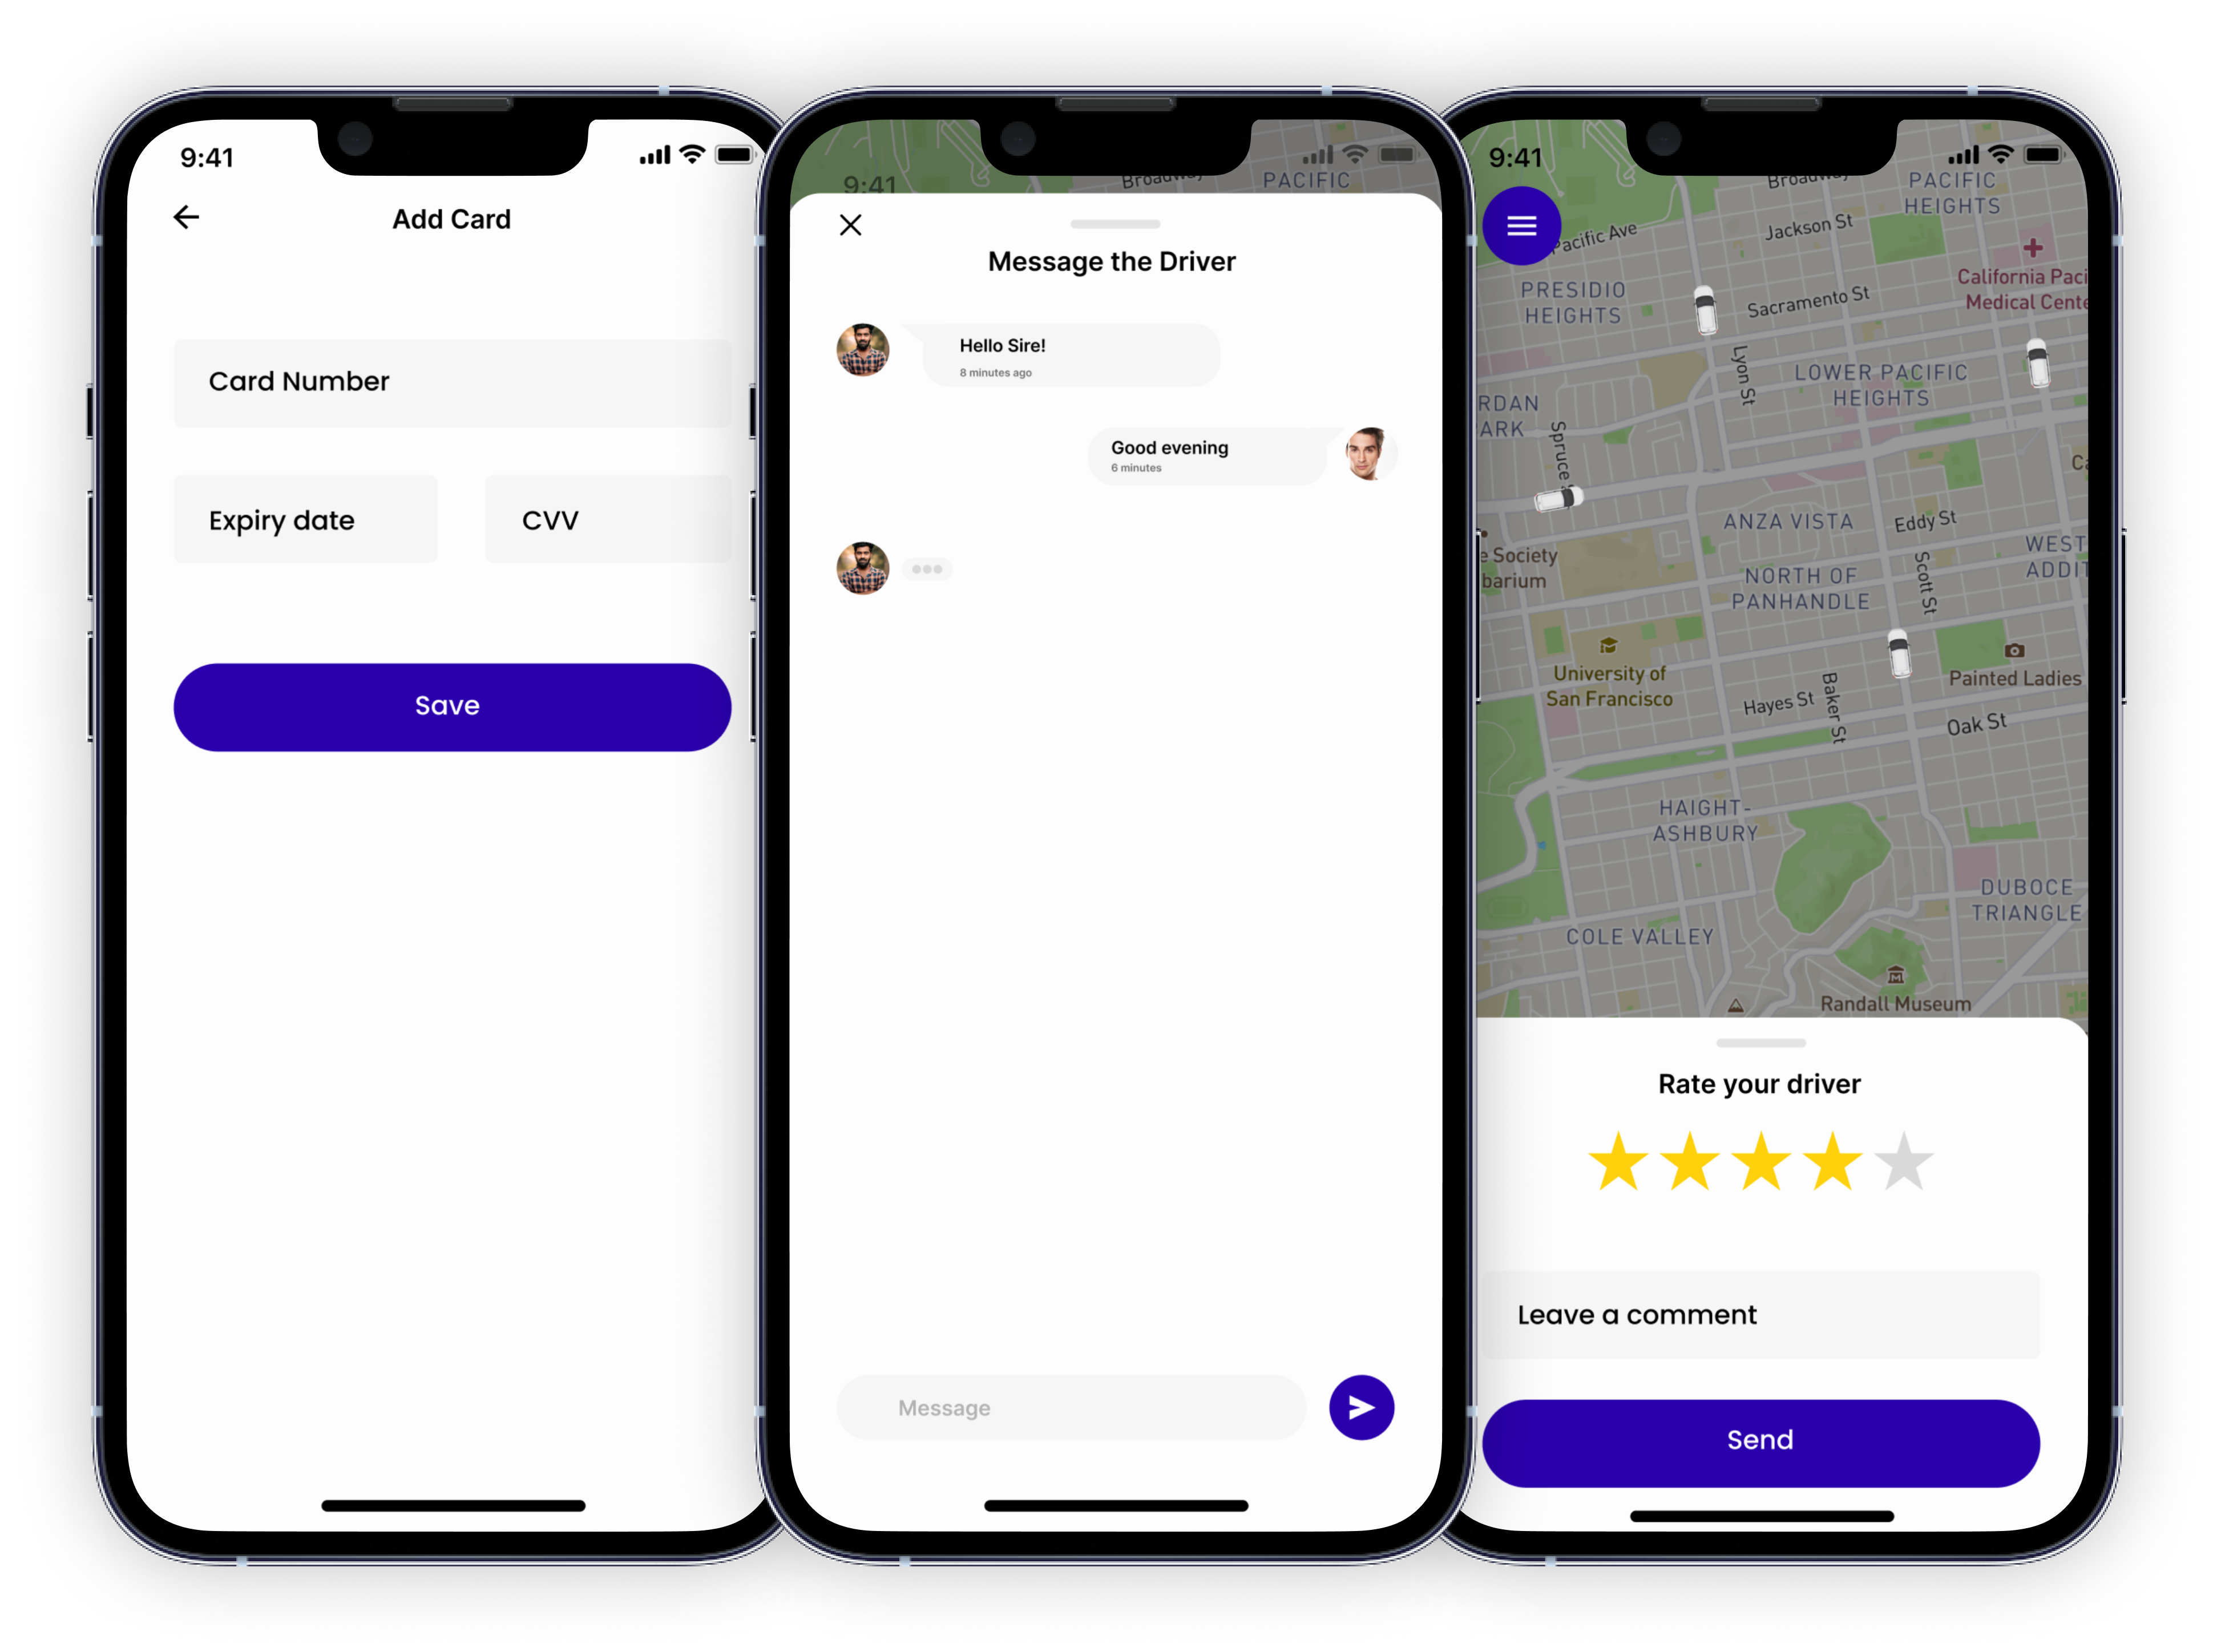 9:41
Add Card
Card Number
Expiry date
CVV
Save
9:41
Broadway
PACIFIC
Message the Driver
Hello Sire!
8 minutes ago
Good evening
6 minutes
Message
9:41
Broadway
PACIFIC
HEIGHTS
Jackson St
Pacific Ave
California Paci
Medical Cente
PRESIDIO
HEIGHTS
Sacramento St
Lyon St
LOWER PACIFIC
HEIGHTS
RDAN
ARK
Spruce
Ca
ANZA VISTA
Eddy St
WEST
ADDIT
e Society
barium
NORTH OF
PANHANDLE
Scott St
University of
San Francisco
Painted Ladies
Hayes St
Baker St
Oak St
HAIGHT-
ASHBURY
DUBOCE
TRIANGLE
COLE VALLEY
Randall Museum
Rate your driver
Leave a comment
Send